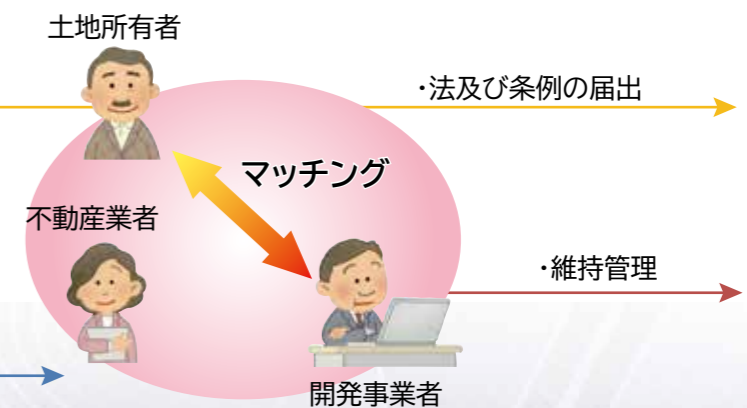 土地所有者
・法及び条例の届出
マッチング
不動産業者
・維持管理
開発事業者